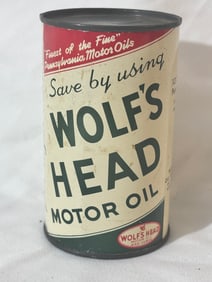 "Finest of the Fine"
Pennsylvania Motor Oils
Save by using
WOLF'S
HEAD
MOTOR OIL
WOLF'S HEAD